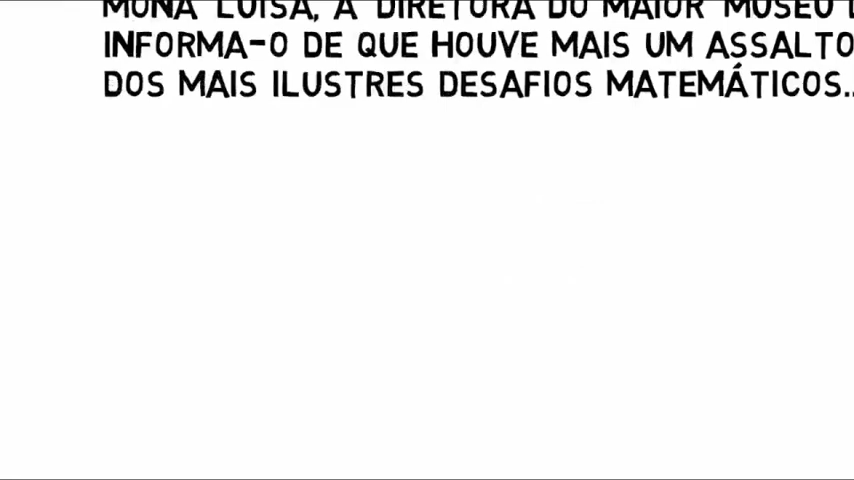 MONA LUISA, A DIRETORA DO MAIOR MUSEU
INFORMA-O DE QUE HOUVE MAIS UM ASSALTO
DOS MAIS ILUSTRES DESAFIOS MATEMÁTICOS..